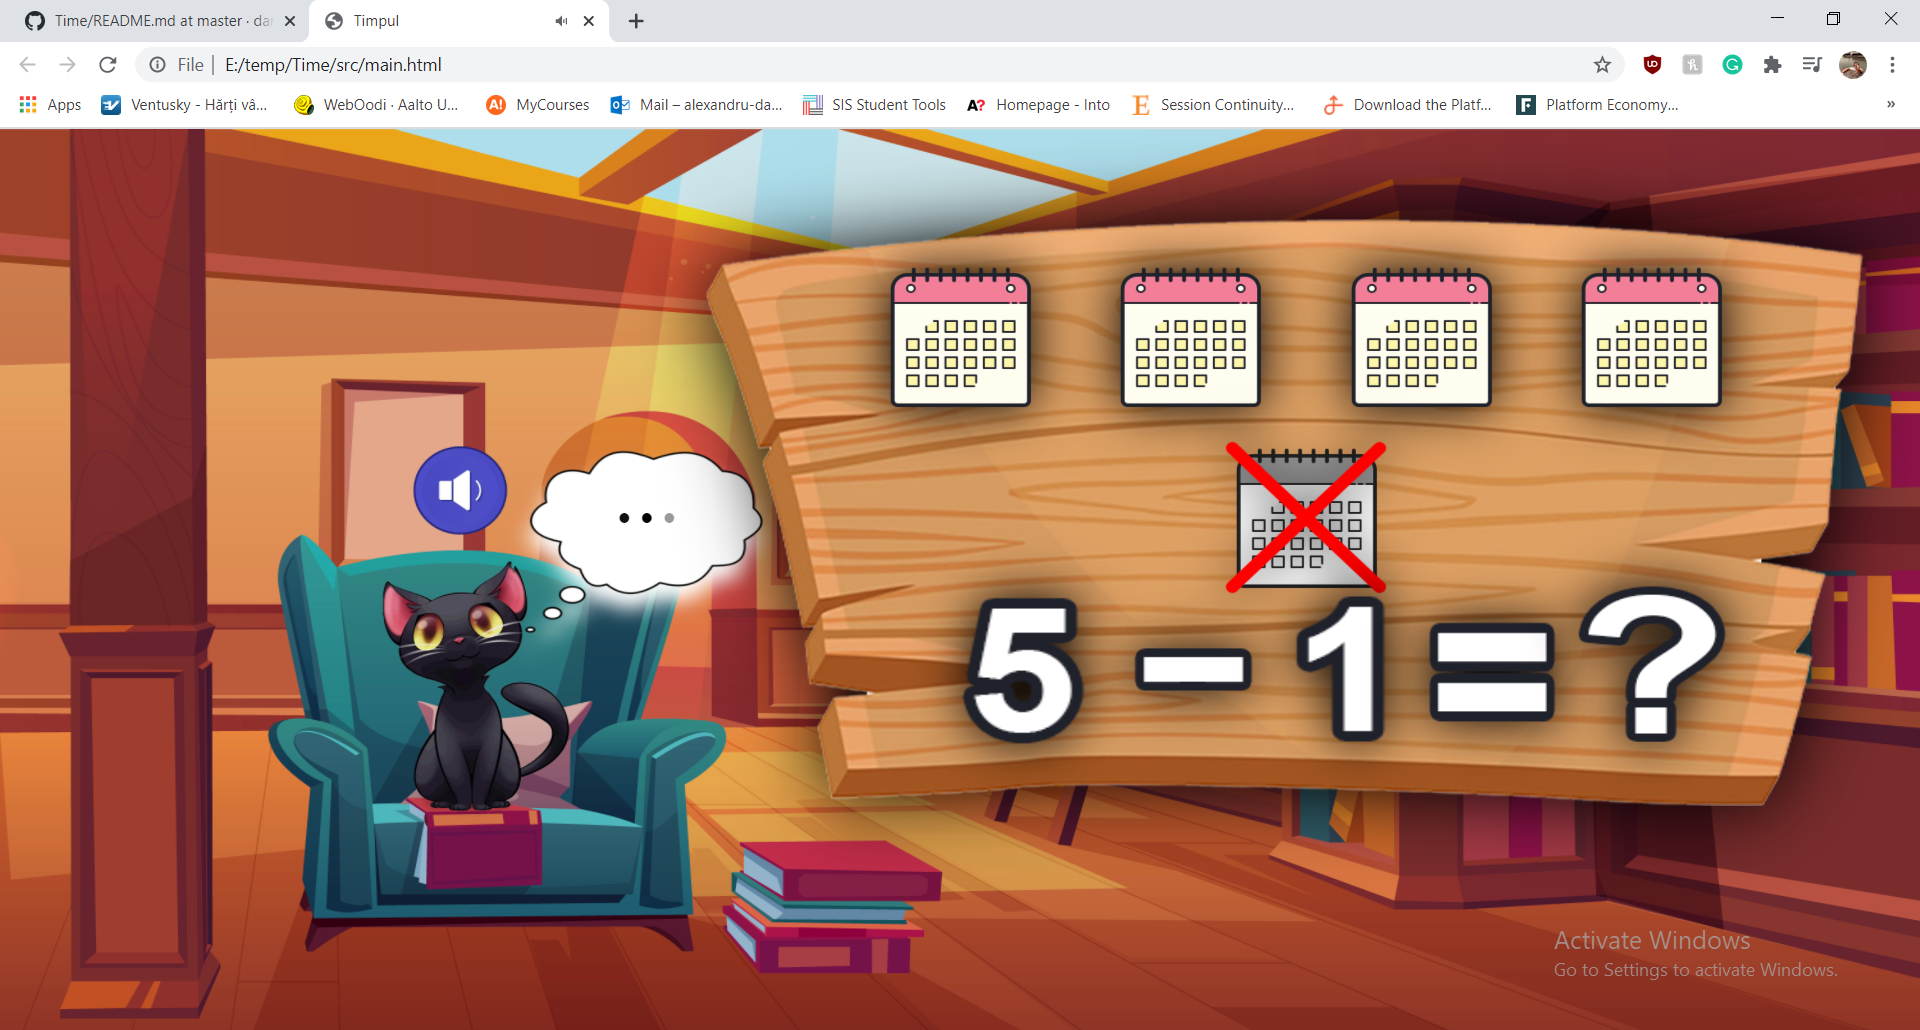 Time/README.md at master · da
Timpul
File
E:/temp/Time/src/main.html
Apps
Ventusky - Hărți vâ...
WebOodi · Aalto U...
MyCourses
Mail – alexandru-da...
SIS Student Tools
A? Homepage - Into
E Session Continuity...
Download the Platf...
F Platform Economy...
»
...
5 - 1 = ?
Activate Windows
Go to Settings to activate Windows.